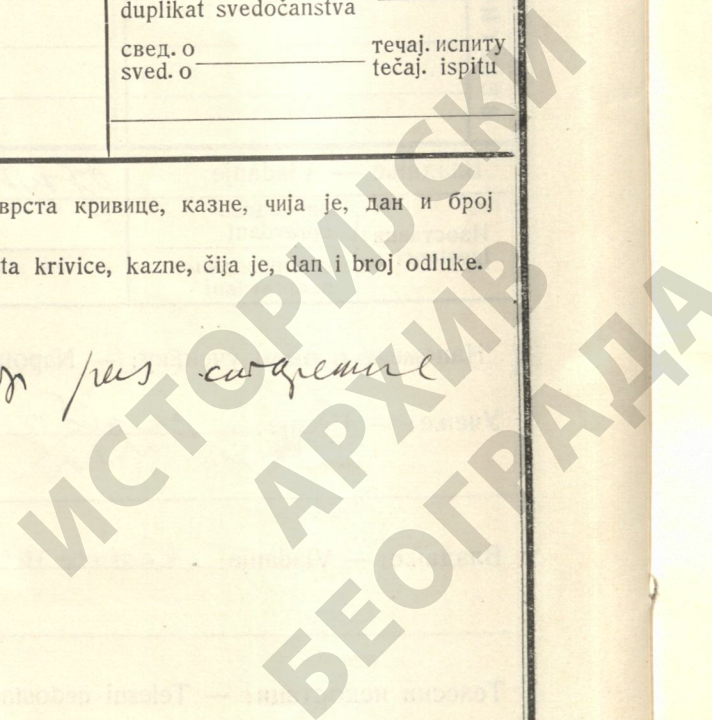 duplikat svedočanstva
свед. о течај. испиту
sved. o tečaj. ispitu
врста кривице, казне, чија је, дан и број
ta krivice, kazne, čija je, dan i broj odluke.
ИСТОРИЈСКИ
АРХИВ
БЕОГРАДА